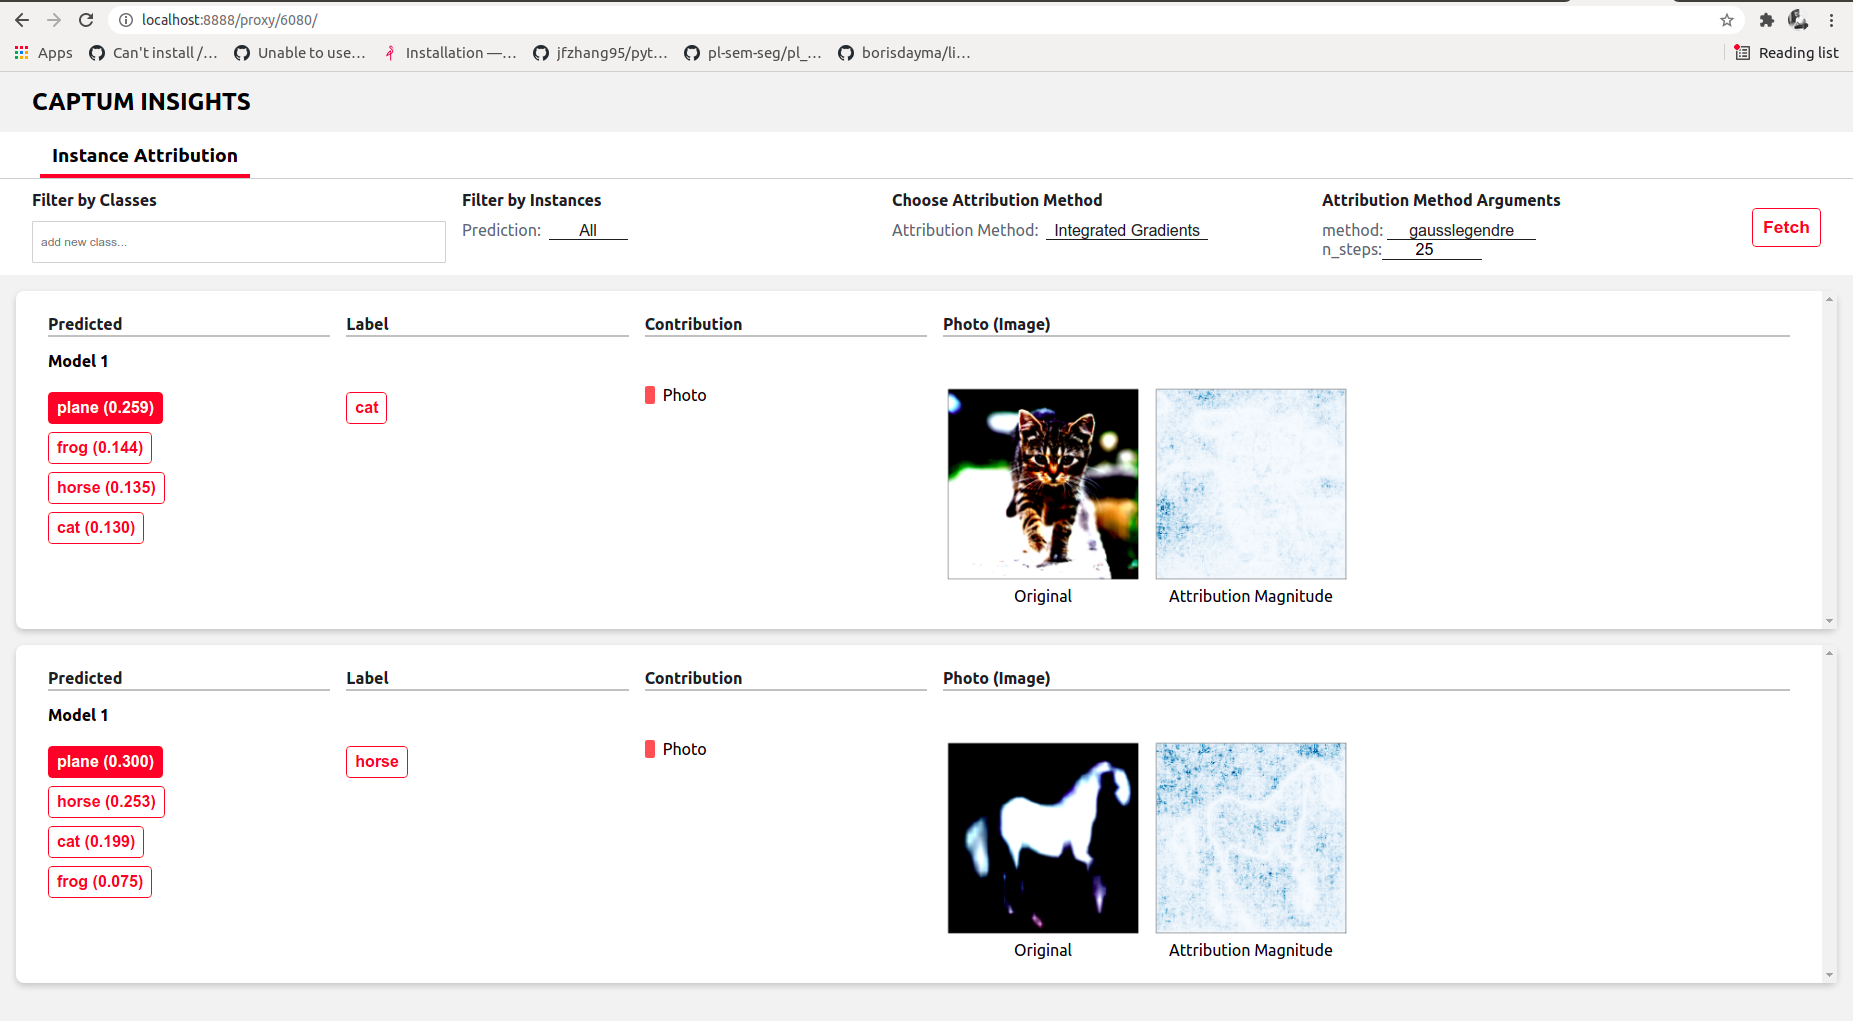 localhost:8888/proxy/6080/
Apps Can't install /… Unable to use… Installation —… jfzhang95/pyt… pl-sem-seg/pl_… borisdayma/li… Reading list
CAPTUM INSIGHTS
Instance Attribution
Filter by Classes
add new class...
Filter by Instances
Prediction: All
Choose Attribution Method
Attribution Method: Integrated Gradients
Attribution Method Arguments
method: gausslegendre
n_steps: 25
Fetch
Predicted Label Contribution Photo (Image)
Model 1
plane (0.259)
frog (0.144)
horse (0.135)
cat (0.130)
cat
Photo
Original Attribution Magnitude
Predicted Label Contribution Photo (Image)
Model 1
plane (0.300)
horse (0.253)
cat (0.199)
frog (0.075)
horse
Photo
Original Attribution Magnitude